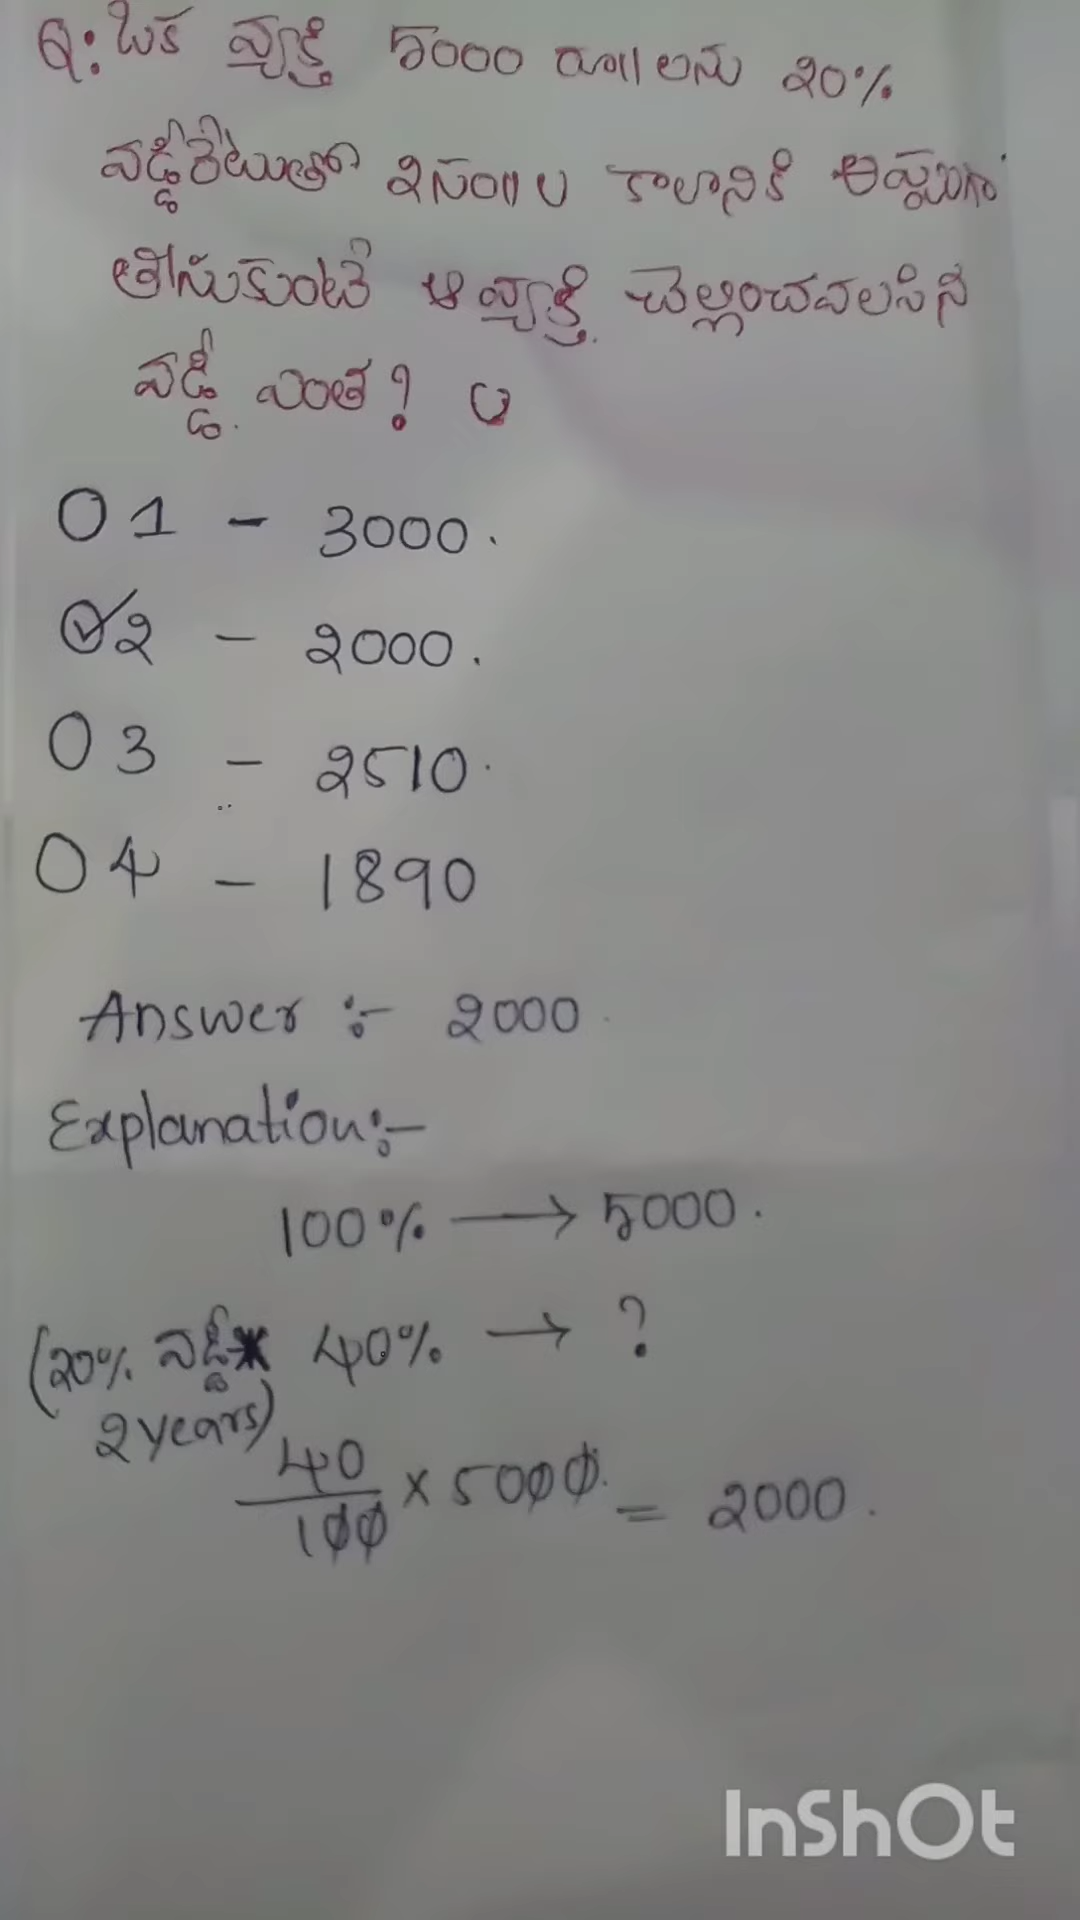 Q: ఒక వ్యక్తి 5000 రూ॥లను 20%
వడ్డీరేటుతో 2సం॥ల కాలానికి అప్పుగా
తీసుకుంటే ఆ వ్యక్తి చెల్లించవలసిన
వడ్డీ ఎంత?
O 1 - 3000.
O 2 - 2000.
O 3 - 2510.
O 4 - 1890
Answer :- 2000
Explanation:-
100% → 5000.
(20% వడ్డీ* 40% → ?
2 years)
40/100 × 5000 = 2000.
InShOt